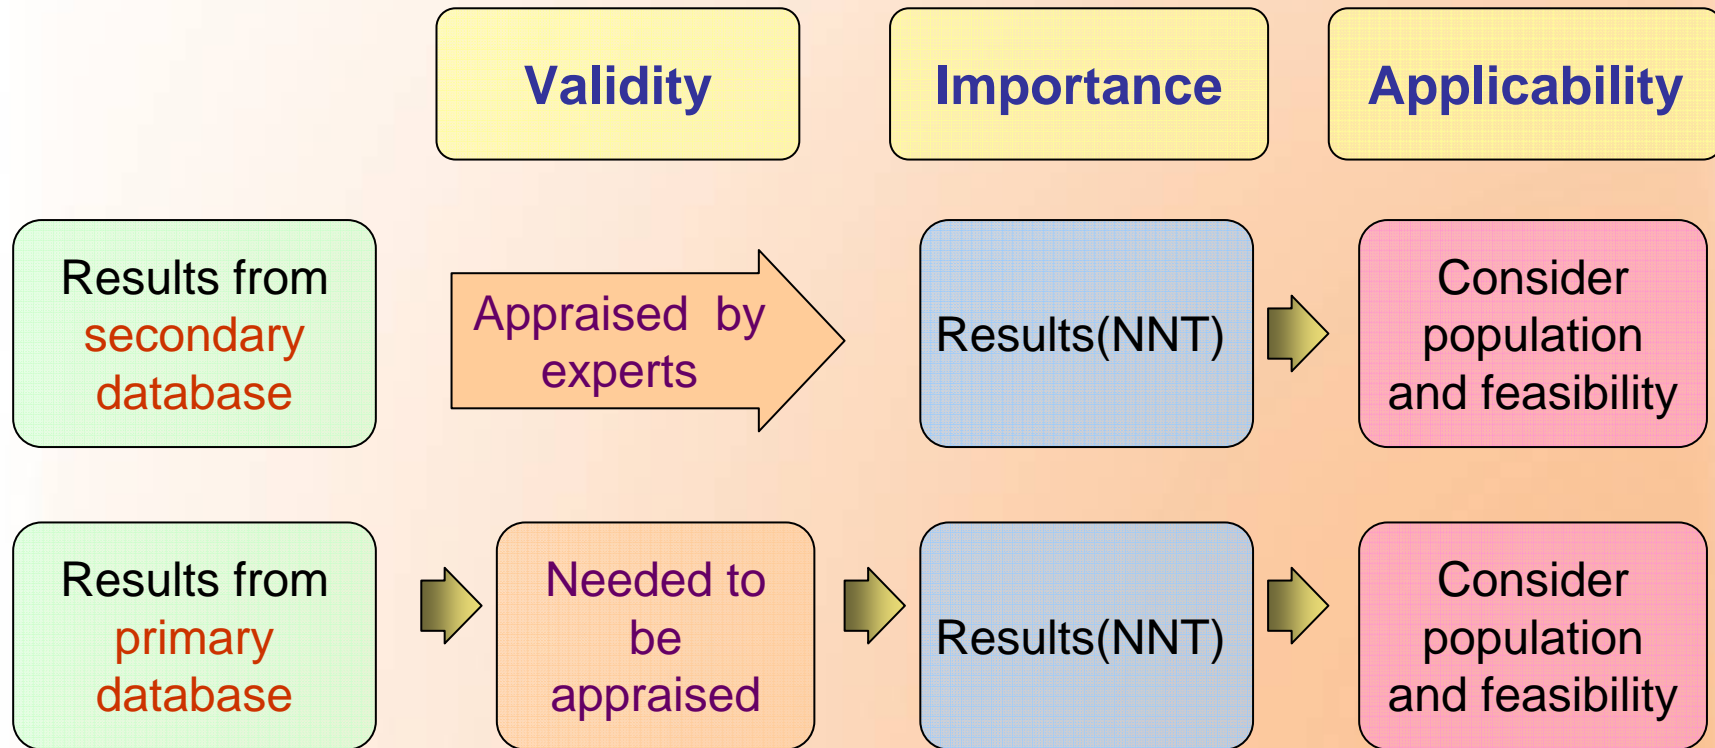 Validity
Importance
Applicability
Results from
secondary
database
Appraised by
experts
Results(NNT)
Consider
population
and feasibility
Results from
primary
database
Needed to
be
appraised
Results(NNT)
Consider
population
and feasibility